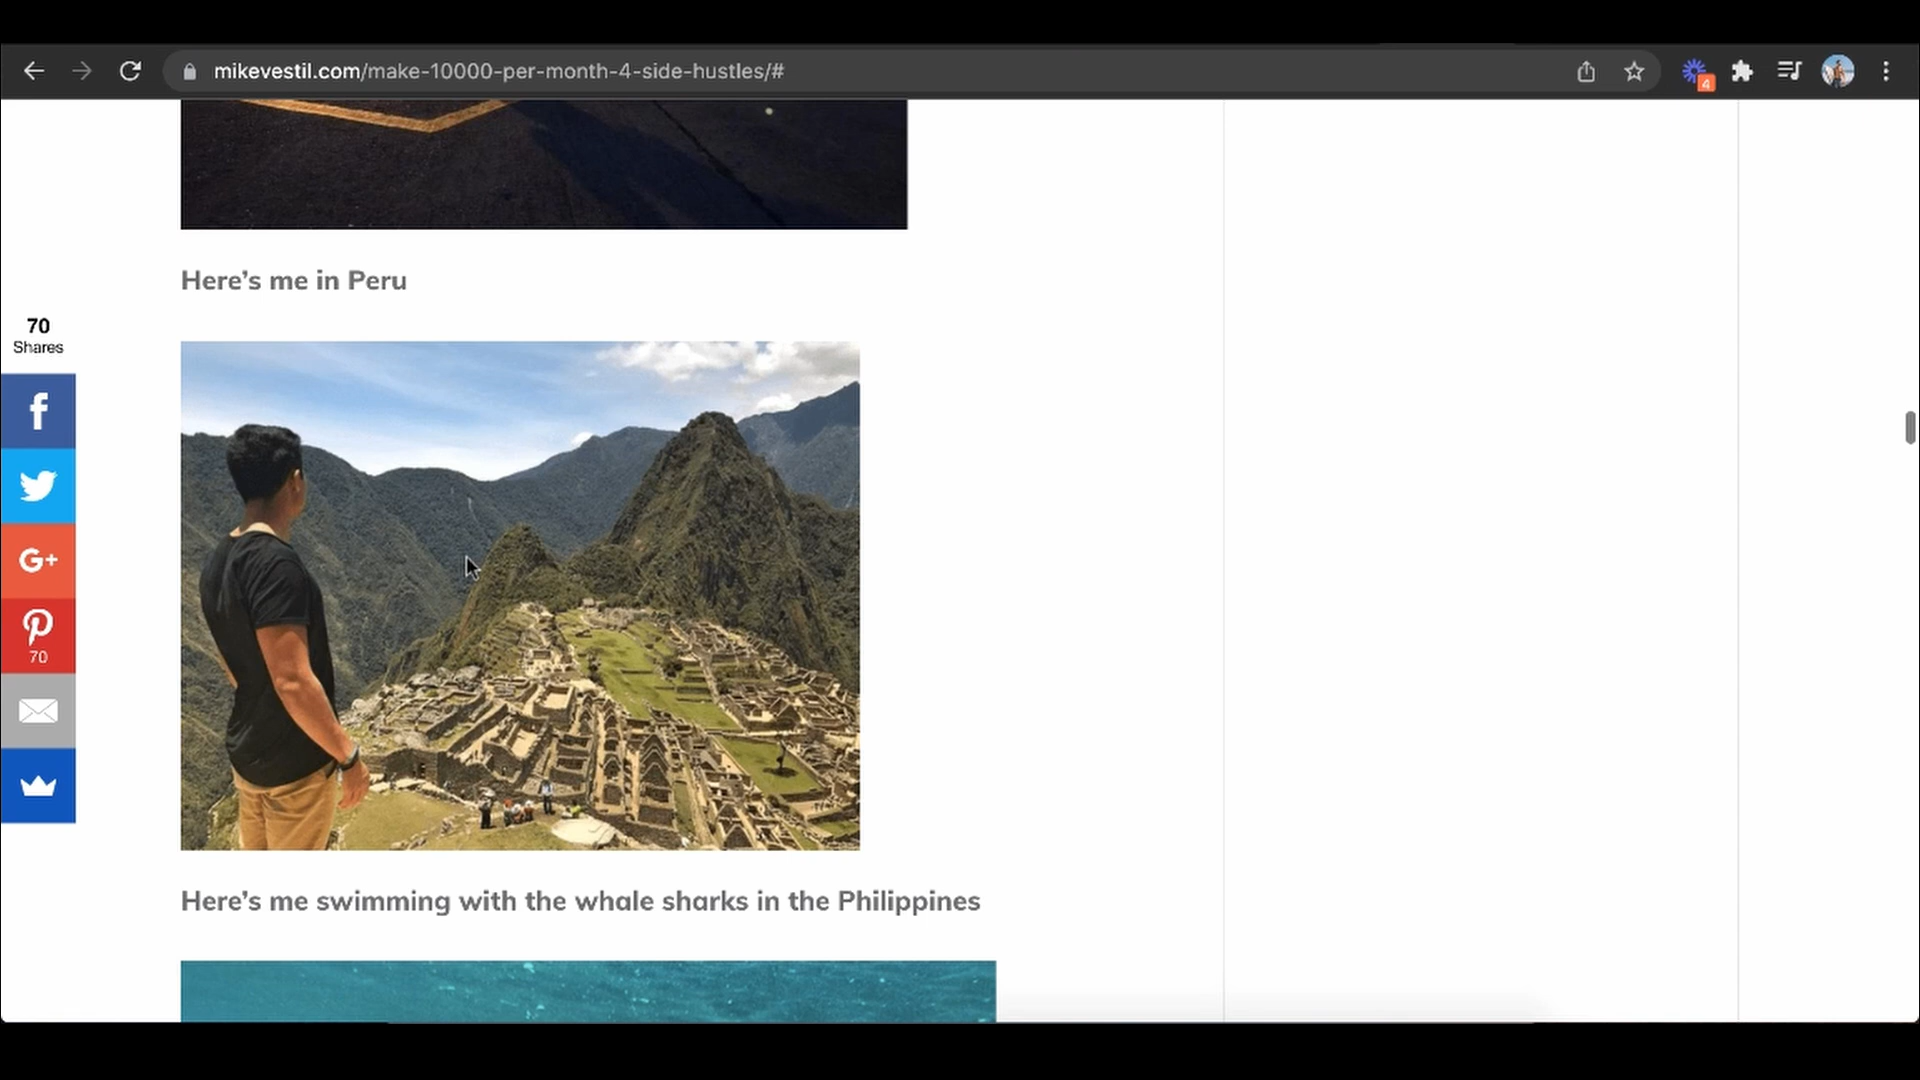 mikevestil.com/make-10000-per-month-4-side-hustles/#
4
Here's me in Peru
70
Shares
f
G+
70
Here's me swimming with the whale sharks in the Philippines